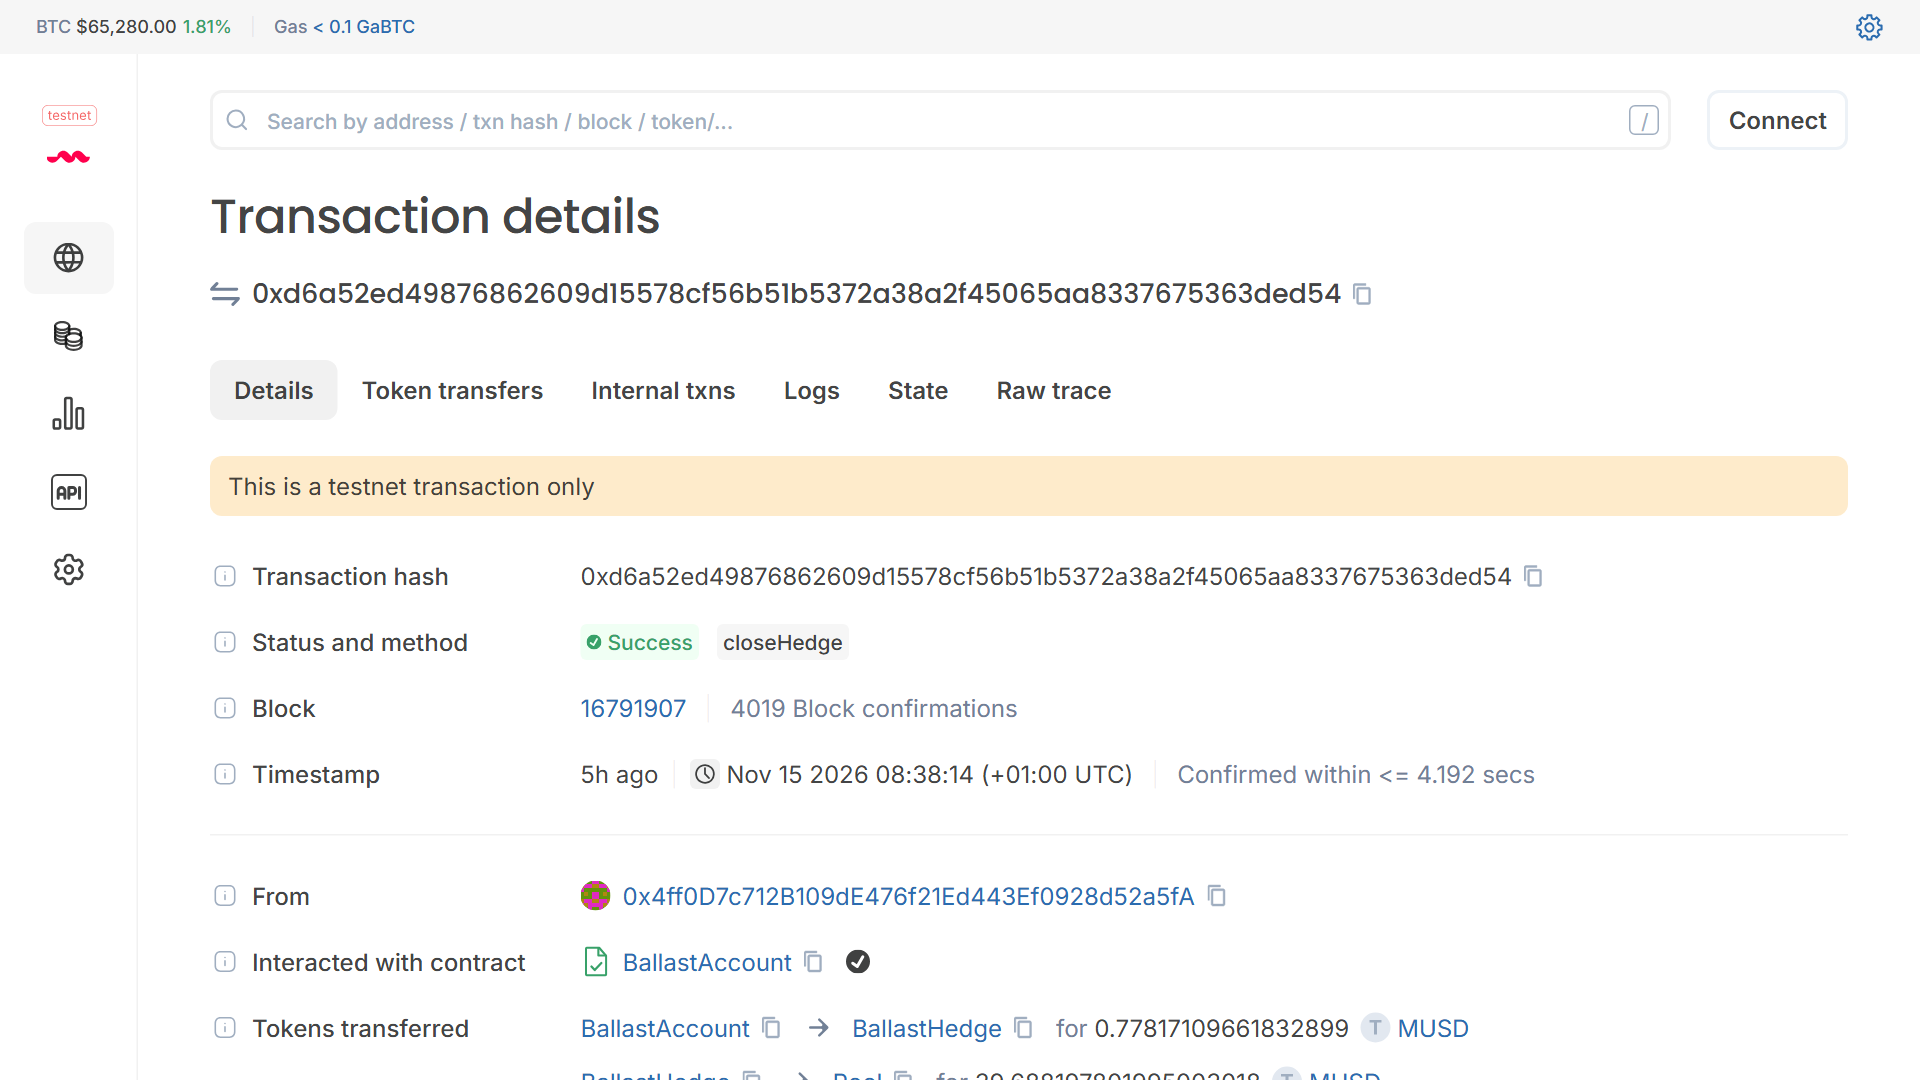 BTC $65,280.00 1.81% Gas < 0.1 GaBTC
testnet
Search by address / txn hash / block / token/... /
Connect
Transaction details
0xd6a52ed49876862609d15578cf56b51b5372a38a2f45065aa8337675363ded54
Details Token transfers Internal txns Logs State Raw trace
API
This is a testnet transaction only
Transaction hash 0xd6a52ed49876862609d15578cf56b51b5372a38a2f45065aa8337675363ded54
Status and method Success closeHedge
Block 16791907 4019 Block confirmations
Timestamp 5h ago Nov 15 2026 08:38:14 (+01:00 UTC) Confirmed within <= 4.192 secs
From 0x4ff0D7c712B109dE476f21Ed443Ef0928d52a5fA
Interacted with contract BallastAccount
Tokens transferred BallastAccount → BallastHedge for 0.77817109661832899 T MUSD
BallastHedge Pool for MUSD